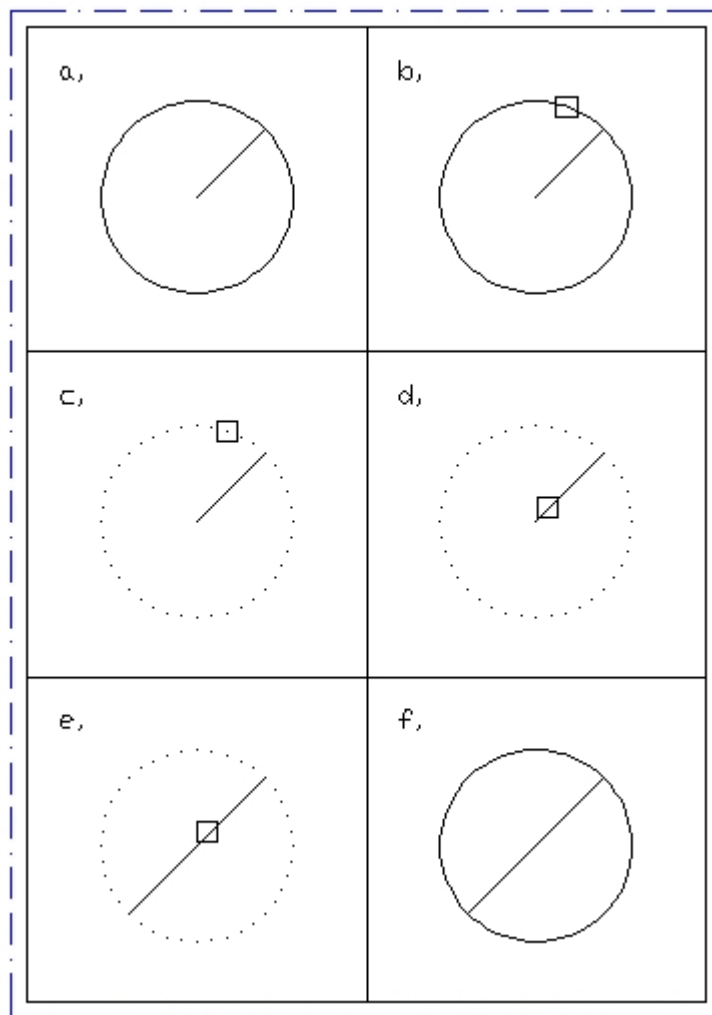 a,
b,
c,
d,
e,
f,